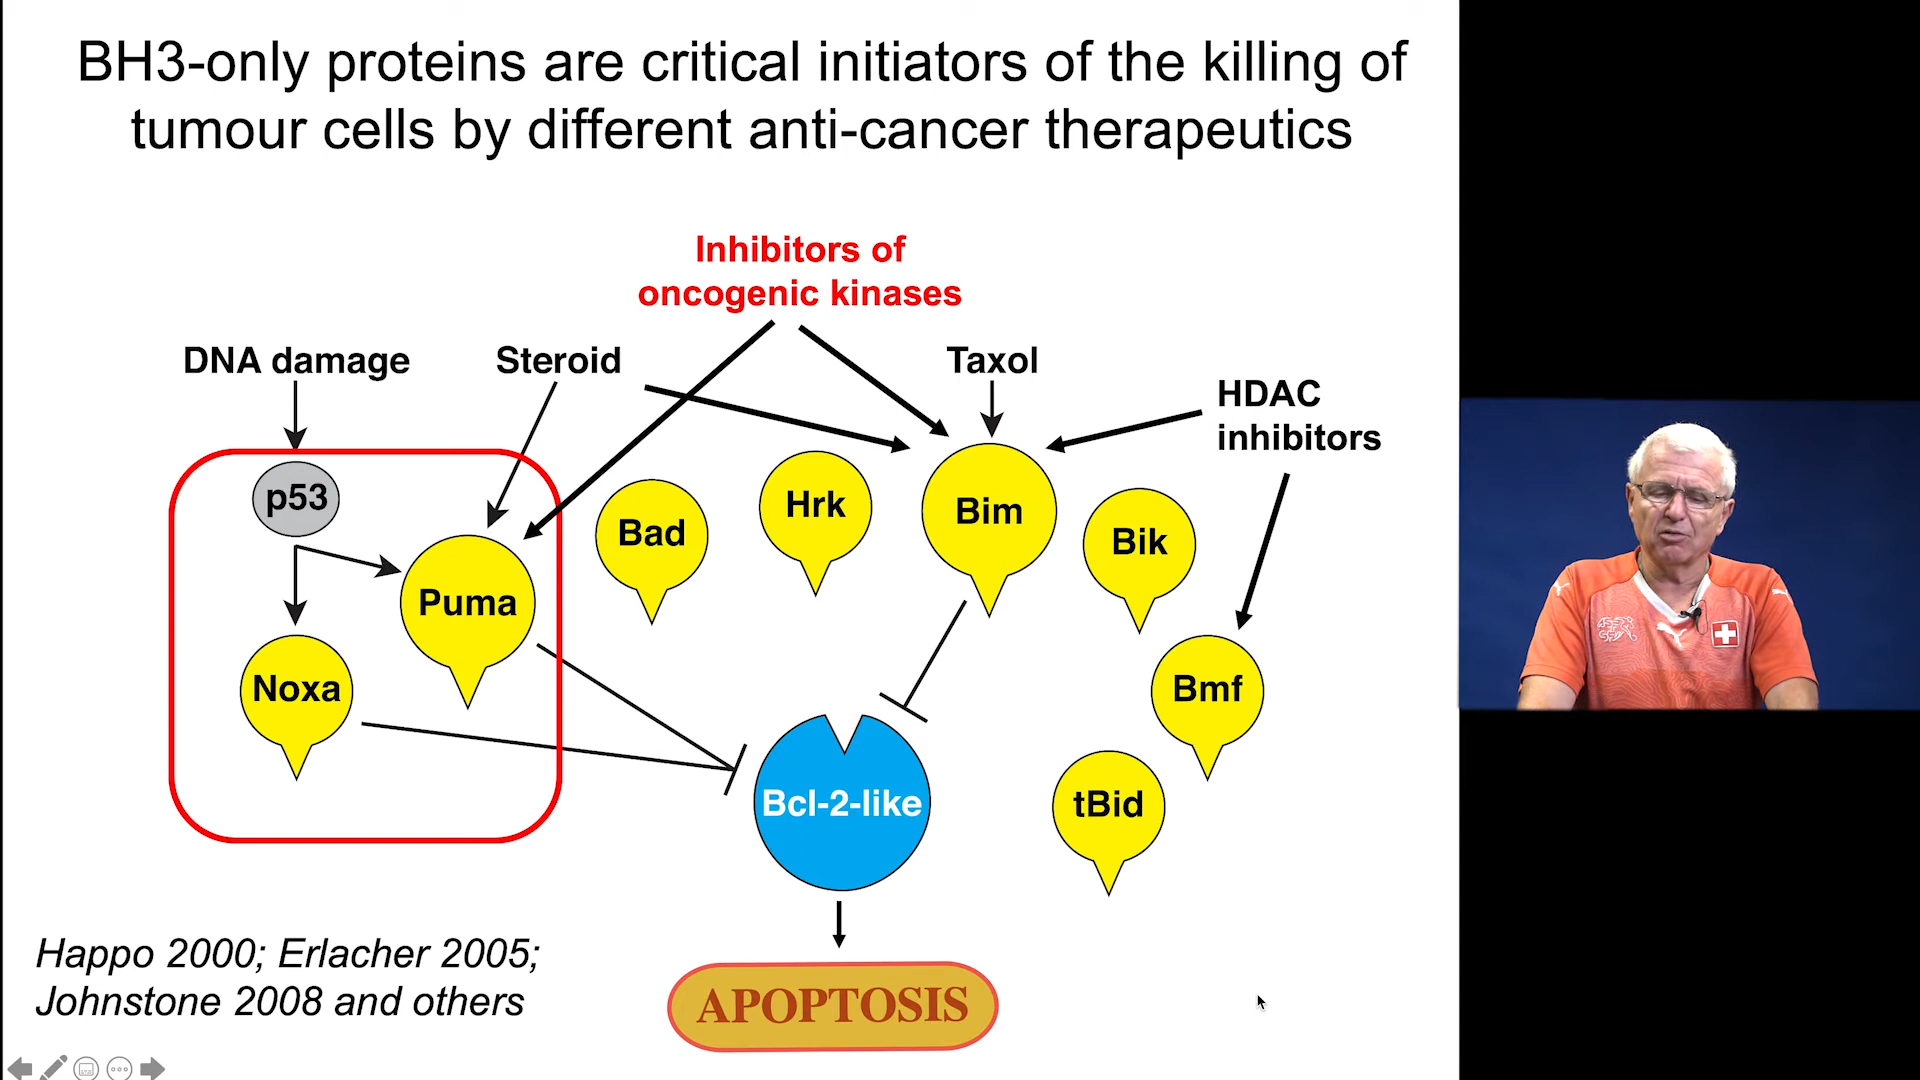 BH3-only proteins are critical initiators of the killing of
tumour cells by different anti-cancer therapeutics
Inhibitors of
oncogenic kinases
DNA damage
Steroid
Taxol
HDAC
inhibitors
p53
Puma
Noxa
Bad
Hrk
Bim
Bik
Bmf
tBid
Bcl-2-like
APOPTOSIS
Happo 2000; Erlacher 2005;
Johnstone 2008 and others